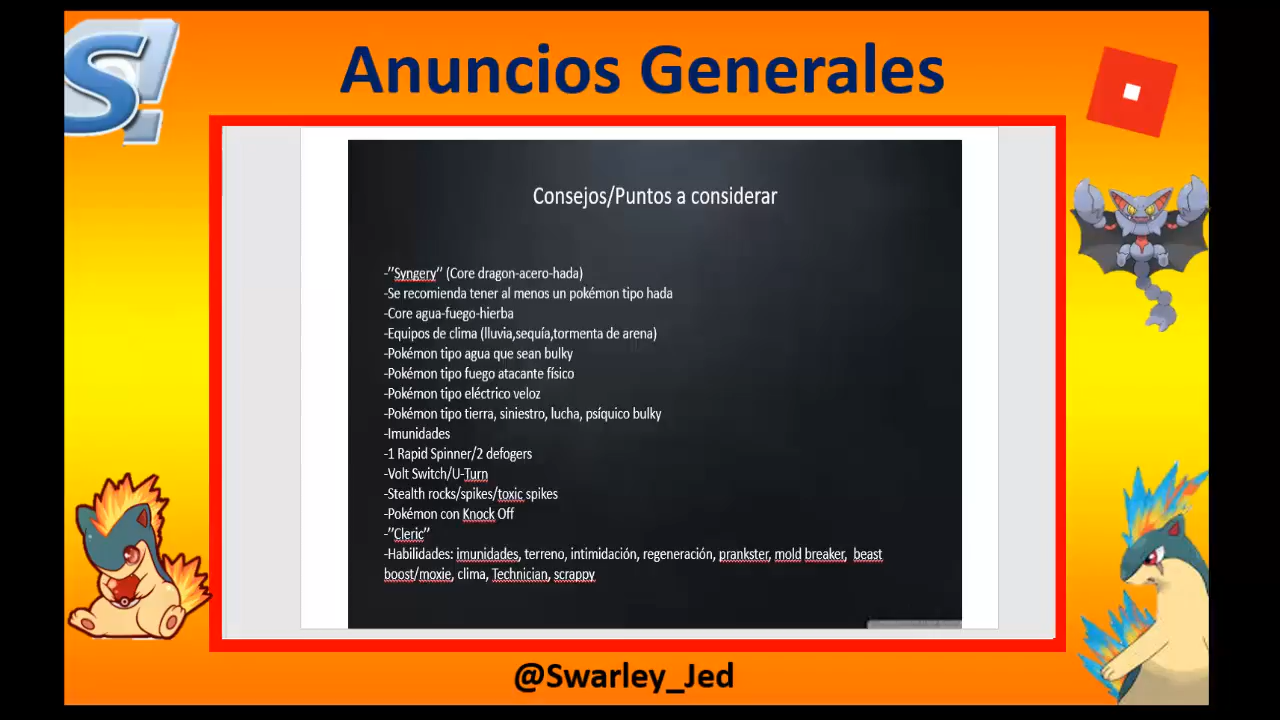 Anuncios Generales
S!
Consejos/Puntos a considerar
-”Syngery” (Core dragon-acero-hada)
-Se recomienda tener al menos un pokémon tipo hada
-Core agua-fuego-hierba
-Equipos de clima (lluvia,sequía,tormenta de arena)
-Pokémon tipo agua que sean bulky
-Pokémon tipo fuego atacante físico
-Pokémon tipo eléctrico veloz
-Pokémon tipo tierra, siniestro, lucha, psíquico bulky
-Imunidades
-1 Rapid Spinner/2 defogers
-Volt Switch/U-Turn
-Stealth rocks/spikes/toxic spikes
-Pokémon con Knock Off
-”Cleric”
-Habilidades: imunidades, terreno, intimidación, regeneración, prankster, mold breaker, beast
boost/moxie, clima, Technician, scrappy
@Swarley_Jed